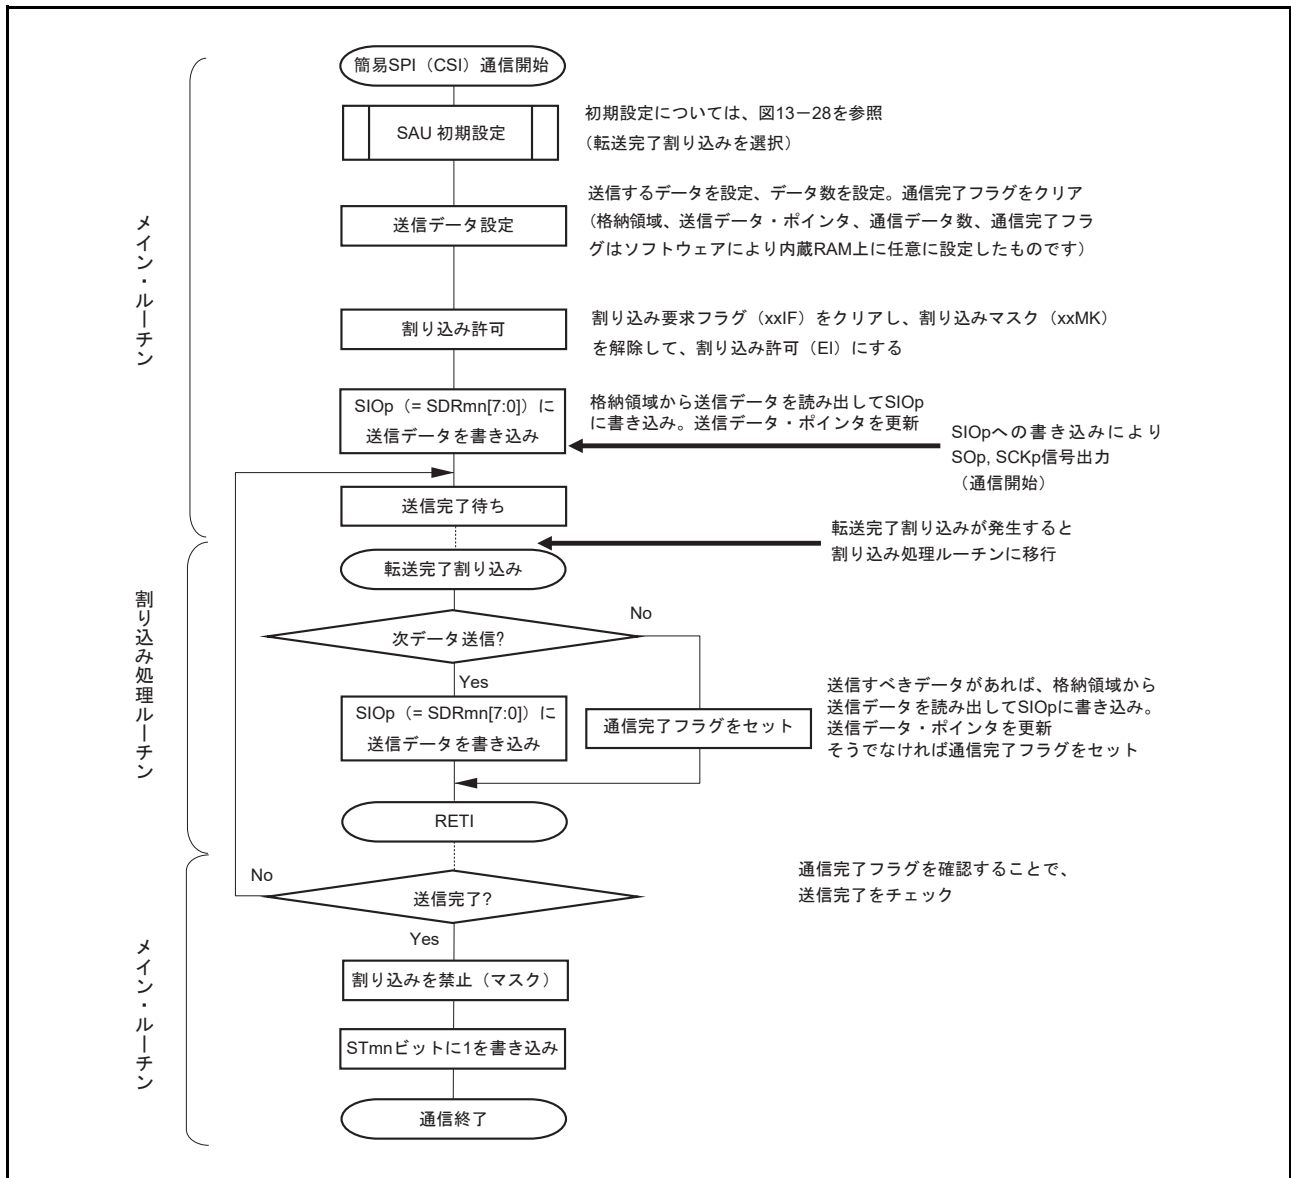 簡易SPI（CSI）通信開始
SAU 初期設定
初期設定については、図13－28を参照
（転送完了割り込みを選択）
送信データ設定
送信するデータを設定、データ数を設定。通信完了フラグをクリア
（格納領域、送信データ・ポインタ、通信データ数、通信完了フラ
グはソフトウェアにより内蔵RAM上に任意に設定したものです）
メイン・ルーチン
割り込み許可
割り込み要求フラグ（xxIF）をクリアし、割り込みマスク（xxMK）
を解除して、割り込み許可（EI）にする
SIOp（= SDRmn[7:0]）に
送信データを書き込み
格納領域から送信データを読み出してSIOp
に書き込み。送信データ・ポインタを更新
SIOpへの書き込みにより
SOp, SCKp信号出力
（通信開始）
送信完了待ち
転送完了割り込みが発生すると
割り込み処理ルーチンに移行
転送完了割り込み
割り込み処理ルーチン
次データ送信?
No
Yes
SIOp（= SDRmn[7:0]）に
送信データを書き込み
通信完了フラグをセット
送信すべきデータがあれば、格納領域から
送信データを読み出してSIOpに書き込み。
送信データ・ポインタを更新
そうでなければ通信完了フラグをセット
RETI
No
送信完了?
通信完了フラグを確認することで、
送信完了をチェック
Yes
メイン・ルーチン
割り込みを禁止（マスク）
STmnビットに1を書き込み
通信終了